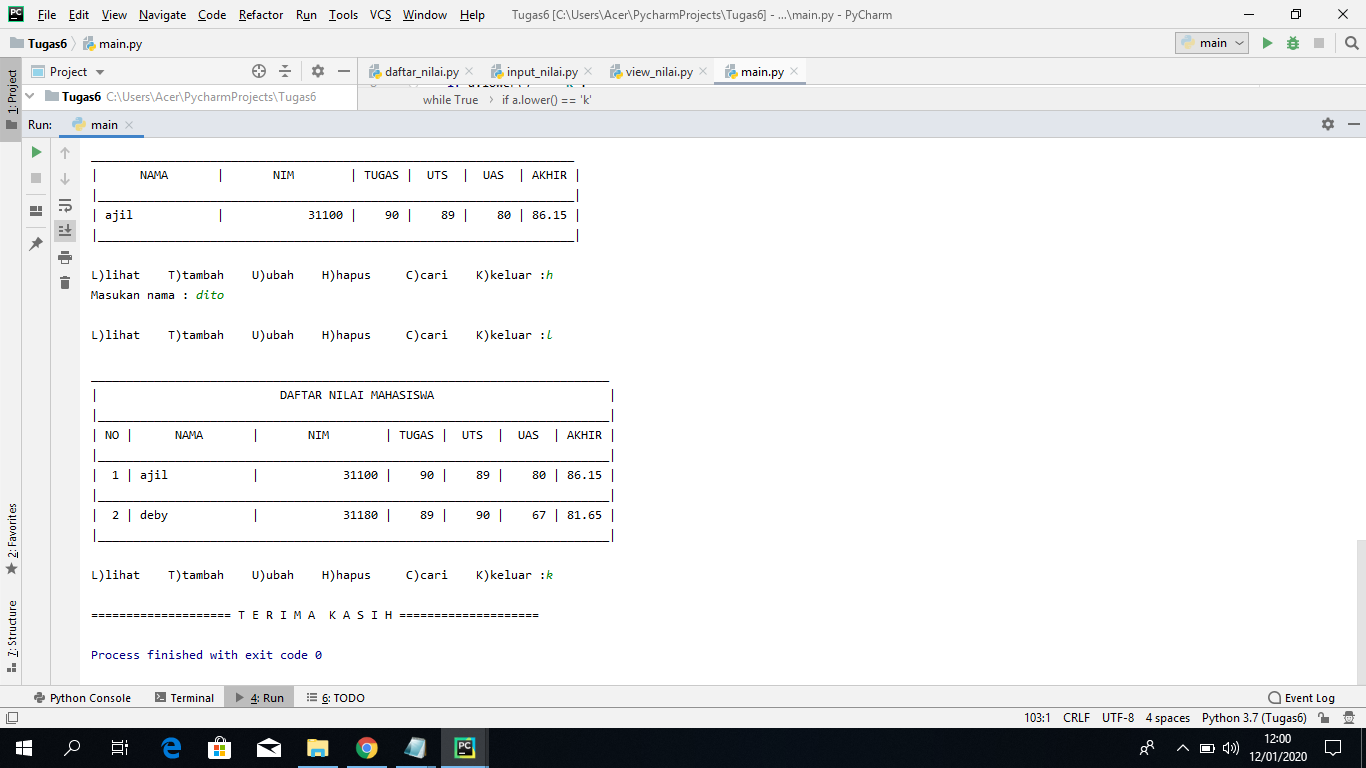 File Edit View Navigate Code Refactor Run Tools VCS Window Help Tugas6 [C:\Users\Acer\PycharmProjects\Tugas6] - ...\main.py - PyCharm
Tugas6 main.py main
Project daftar_nilai.py input_nilai.py view_nilai.py main.py
Tugas6 C:\Users\Acer\PycharmProjects\Tugas6
while True if a.lower() == 'k'
1: Project
Run: main
| NAMA | NIM | TUGAS | UTS | UAS | AKHIR |
| ajil | 31100 | 90 | 89 | 80 | 86.15 |
L)lihat T)tambah U)ubah H)hapus C)cari K)keluar :h
Masukan nama : dito
L)lihat T)tambah U)ubah H)hapus C)cari K)keluar :l
| DAFTAR NILAI MAHASISWA |
| NO | NAMA | NIM | TUGAS | UTS | UAS | AKHIR |
| 1 | ajil | 31100 | 90 | 89 | 80 | 86.15 |
| 2 | deby | 31180 | 89 | 90 | 67 | 81.65 |
L)lihat T)tambah U)ubah H)hapus C)cari K)keluar :k
==================== T E R I M A  K A S I H ====================
Process finished with exit code 0
2: Favorites
7: Structure
Python Console Terminal 4: Run 6: TODO Event Log
103:1 CRLF UTF-8 4 spaces Python 3.7 (Tugas6)
12:00
12/01/2020